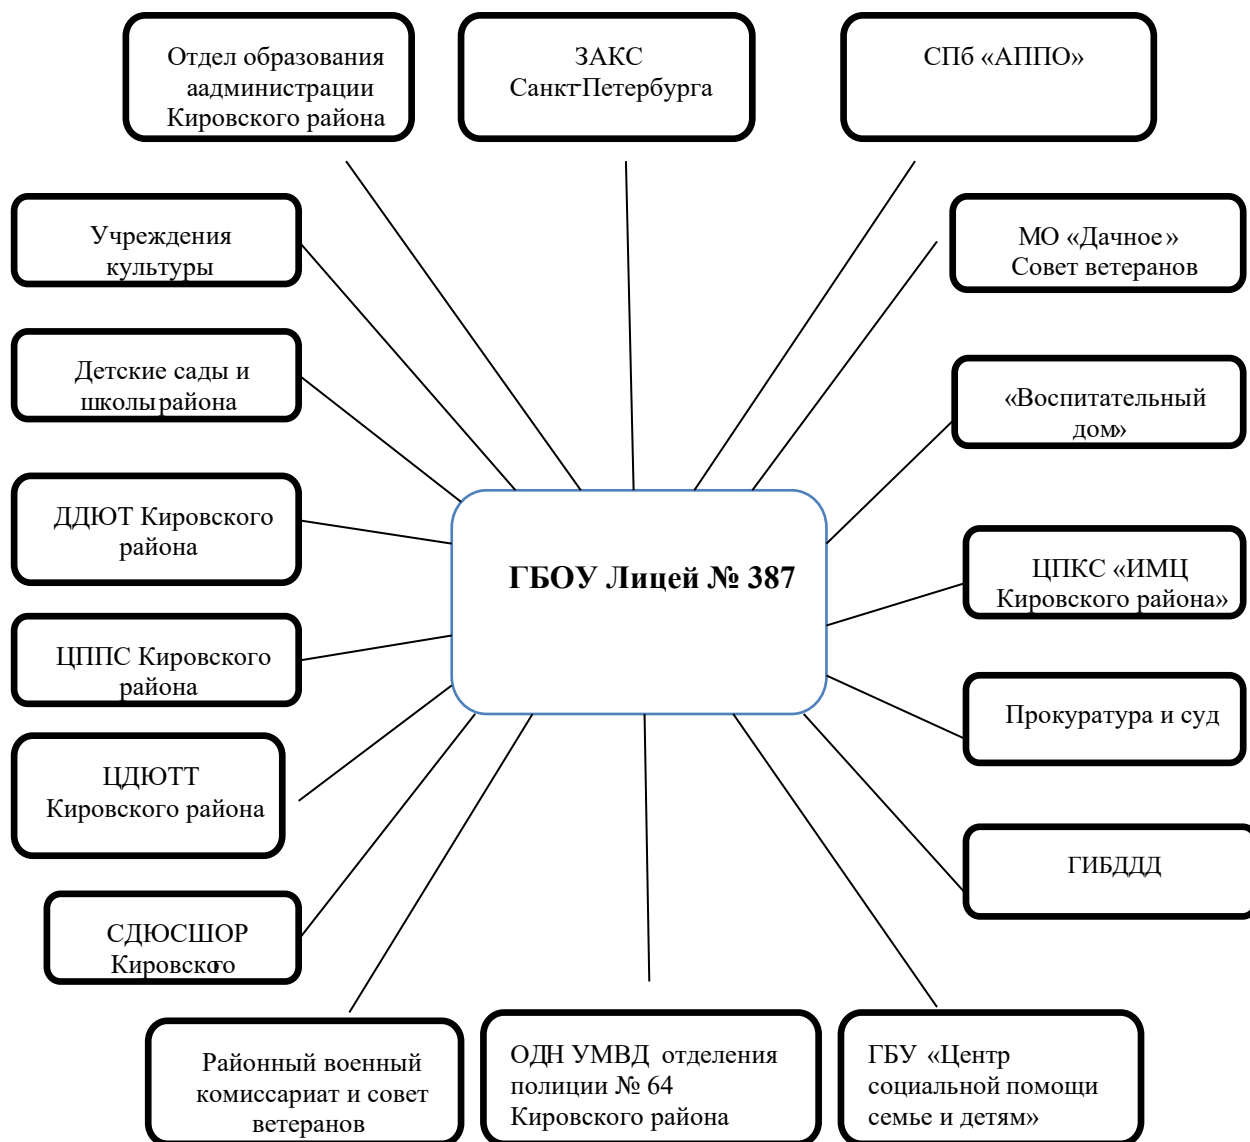 Отдел образования
аадминистрации
Кировского района
ЗАКС
Санкт-Петербурга
СПб «АППО»
Учреждения
культуры
МО «Дачное»
Совет ветеранов
Детские сады и
школы района
«Воспитательный
дом»
ДДЮТ Кировского
района
ГБОУ Лицей № 387
ЦПКС «ИМЦ
Кировского района»
ЦППС Кировского
района
Прокуратура и суд
ЦДЮТТ
Кировского района
ГИБДДД
СДЮСШОР
Кировского
Районный военный
комиссариат и совет
ветеранов
ОДН УМВД отделения
полиции № 64
Кировского района
ГБУ «Центр
социальной помощи
семье и детям»